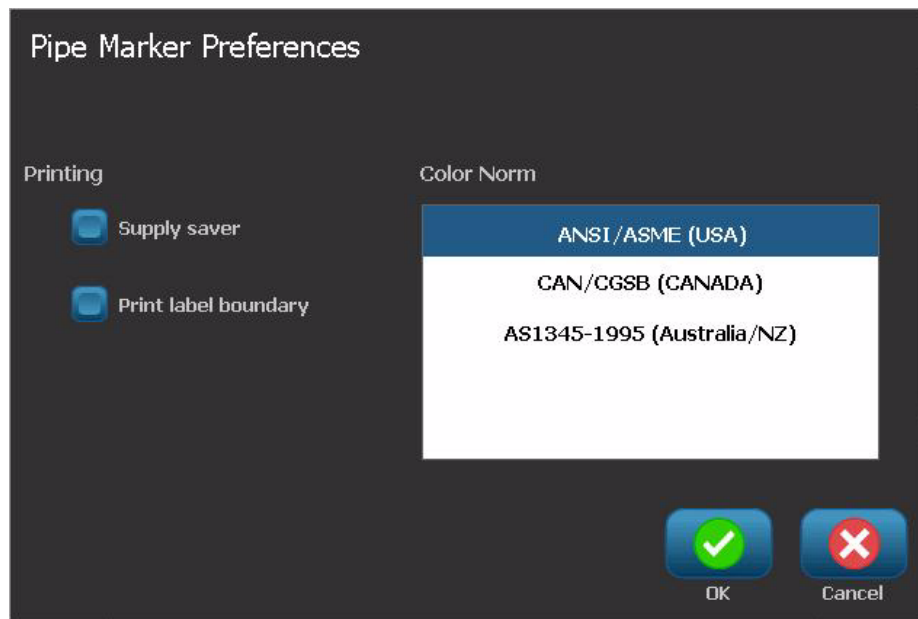 Pipe Marker Preferences
Printing
Supply saver
Print label boundary
Color Norm
ANSI/ASME (USA)
CAN/CGSB (CANADA)
AS1345-1995 (Australia/NZ)
OK
Cancel